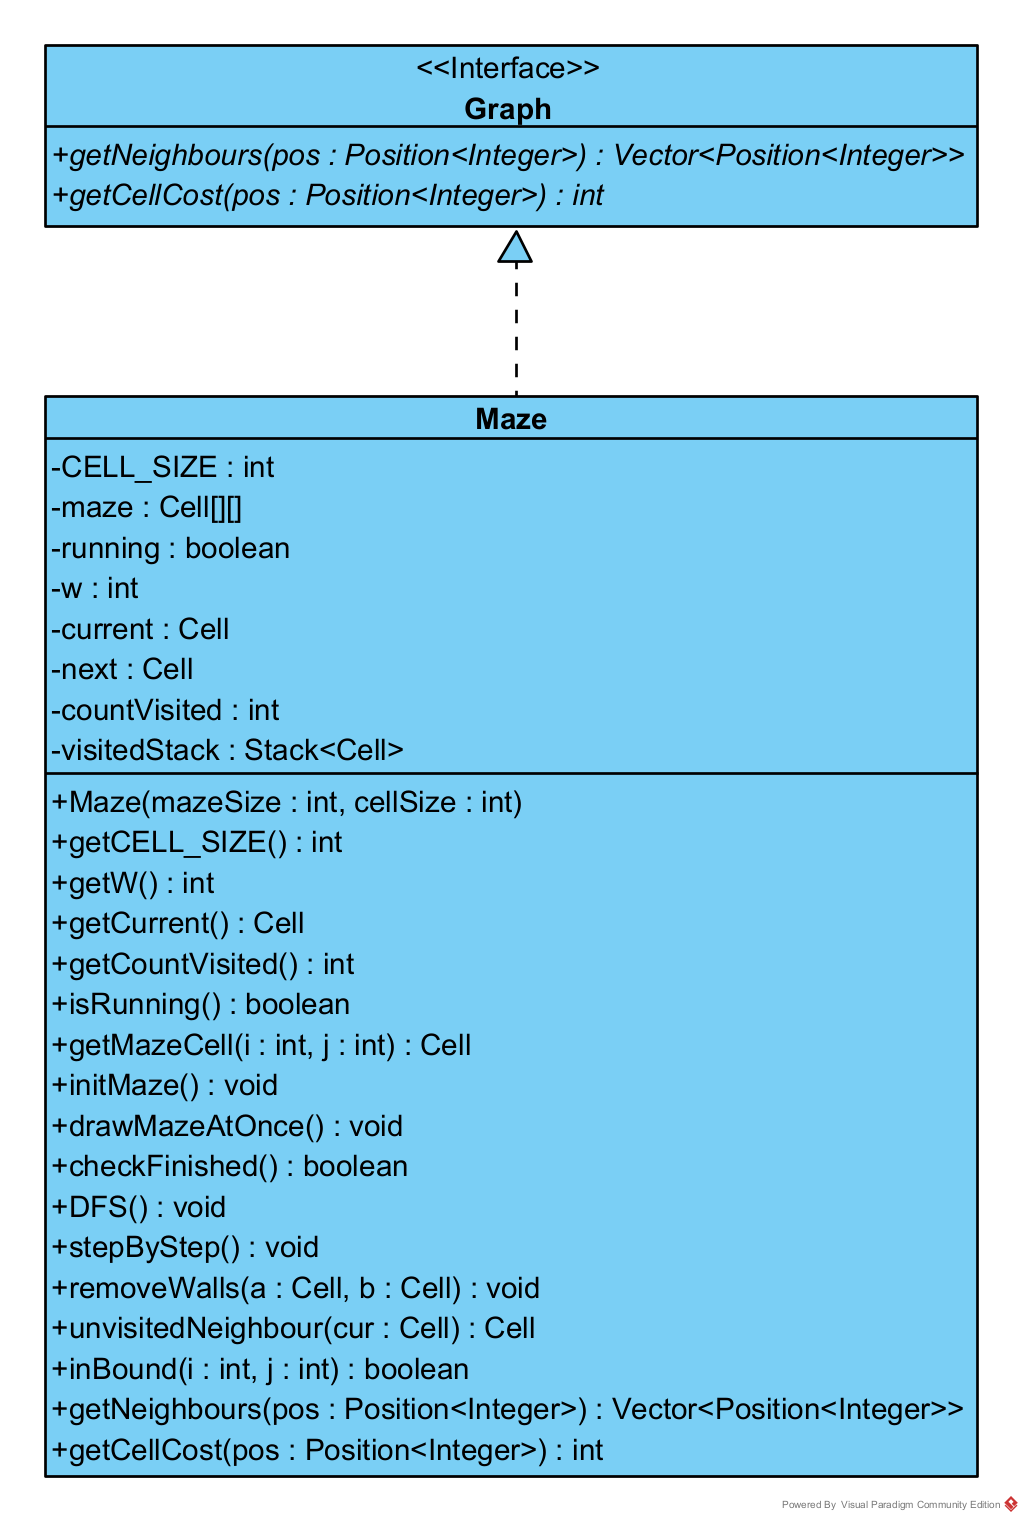 <<Interface>>
Graph
+getNeighbours(pos : Position<Integer>) : Vector<Position<Integer>>
+getCellCost(pos : Position<Integer>) : int
Maze
-CELL_SIZE : int
-maze : Cell[][]
-running : boolean
-w : int
-current : Cell
-next : Cell
-countVisited : int
-visitedStack : Stack<Cell>
+Maze(mazeSize : int, cellSize : int)
+getCELL_SIZE() : int
+getW() : int
+getCurrent() : Cell
+getCountVisited() : int
+isRunning() : boolean
+getMazeCell(i : int, j : int) : Cell
+initMaze() : void
+drawMazeAtOnce() : void
+checkFinished() : boolean
+DFS() : void
+stepByStep() : void
+removeWalls(a : Cell, b : Cell) : void
+unvisitedNeighbour(cur : Cell) : Cell
+inBound(i : int, j : int) : boolean
+getNeighbours(pos : Position<Integer>) : Vector<Position<Integer>>
+getCellCost(pos : Position<Integer>) : int
Powered By Visual Paradigm Community Edition